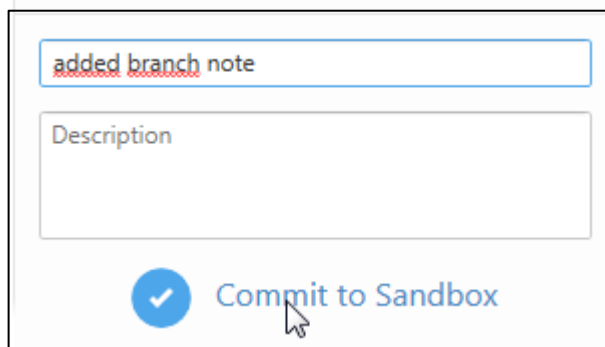 added branch note
Description
Commit to Sandbox